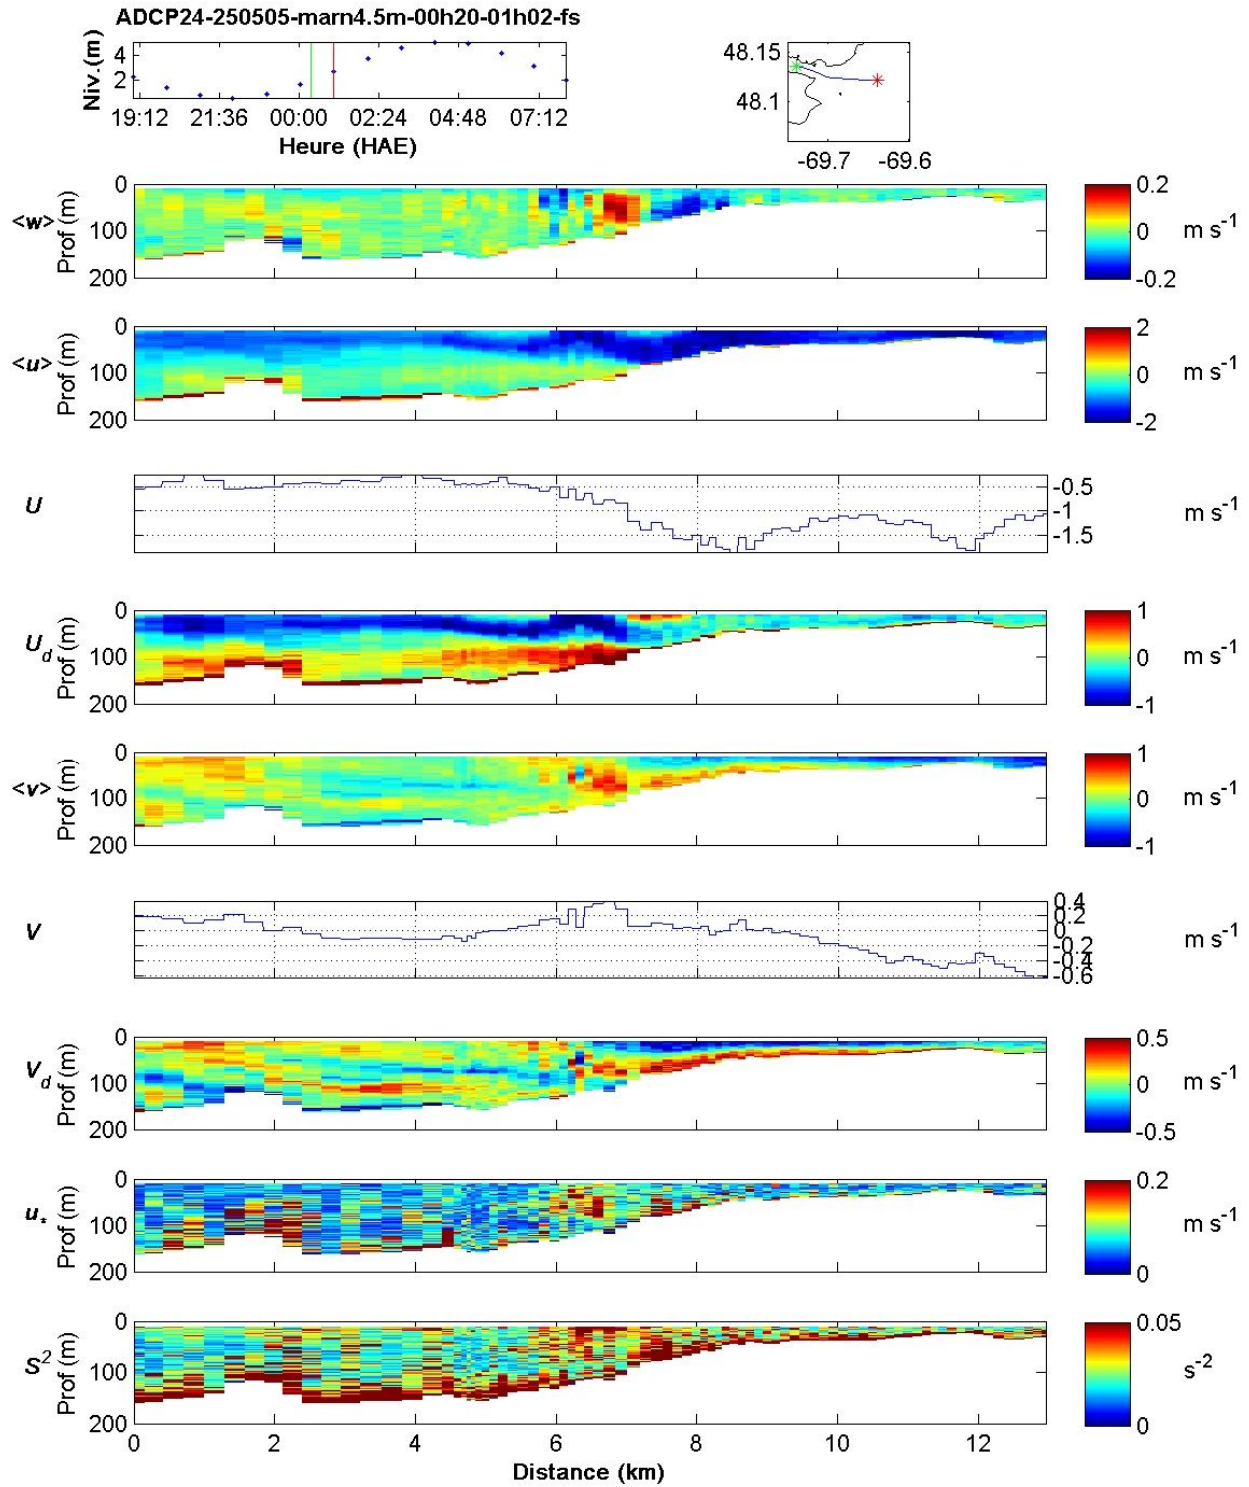 ADCP24-250505-marn4.5m-00h20-01h02-fs
Niv.(m)
4
2
19:12 21:36 00:00 02:24 04:48 07:12
Heure (HAE)
48.15
48.1
-69.7 -69.6
<w>
Prof (m)
0
100
200
0.2
0
-0.2
m s-1
<u>
Prof (m)
0
100
200
2
0
-2
m s-1
U
-0.5
-1
-1.5
m s-1
Ud
Prof (m)
0
100
200
1
0
-1
m s-1
<v>
Prof (m)
0
100
200
1
0
-1
m s-1
V
0.4
0.2
0
-0.2
-0.4
-0.6
m s-1
Vd
Prof (m)
0
100
200
0.5
0
-0.5
m s-1
u*
Prof (m)
0
100
200
0.2
0
m s-1
S2
Prof (m)
0
100
200
0.05
0
s-2
0 2 4 6 8 10 12
Distance (km)